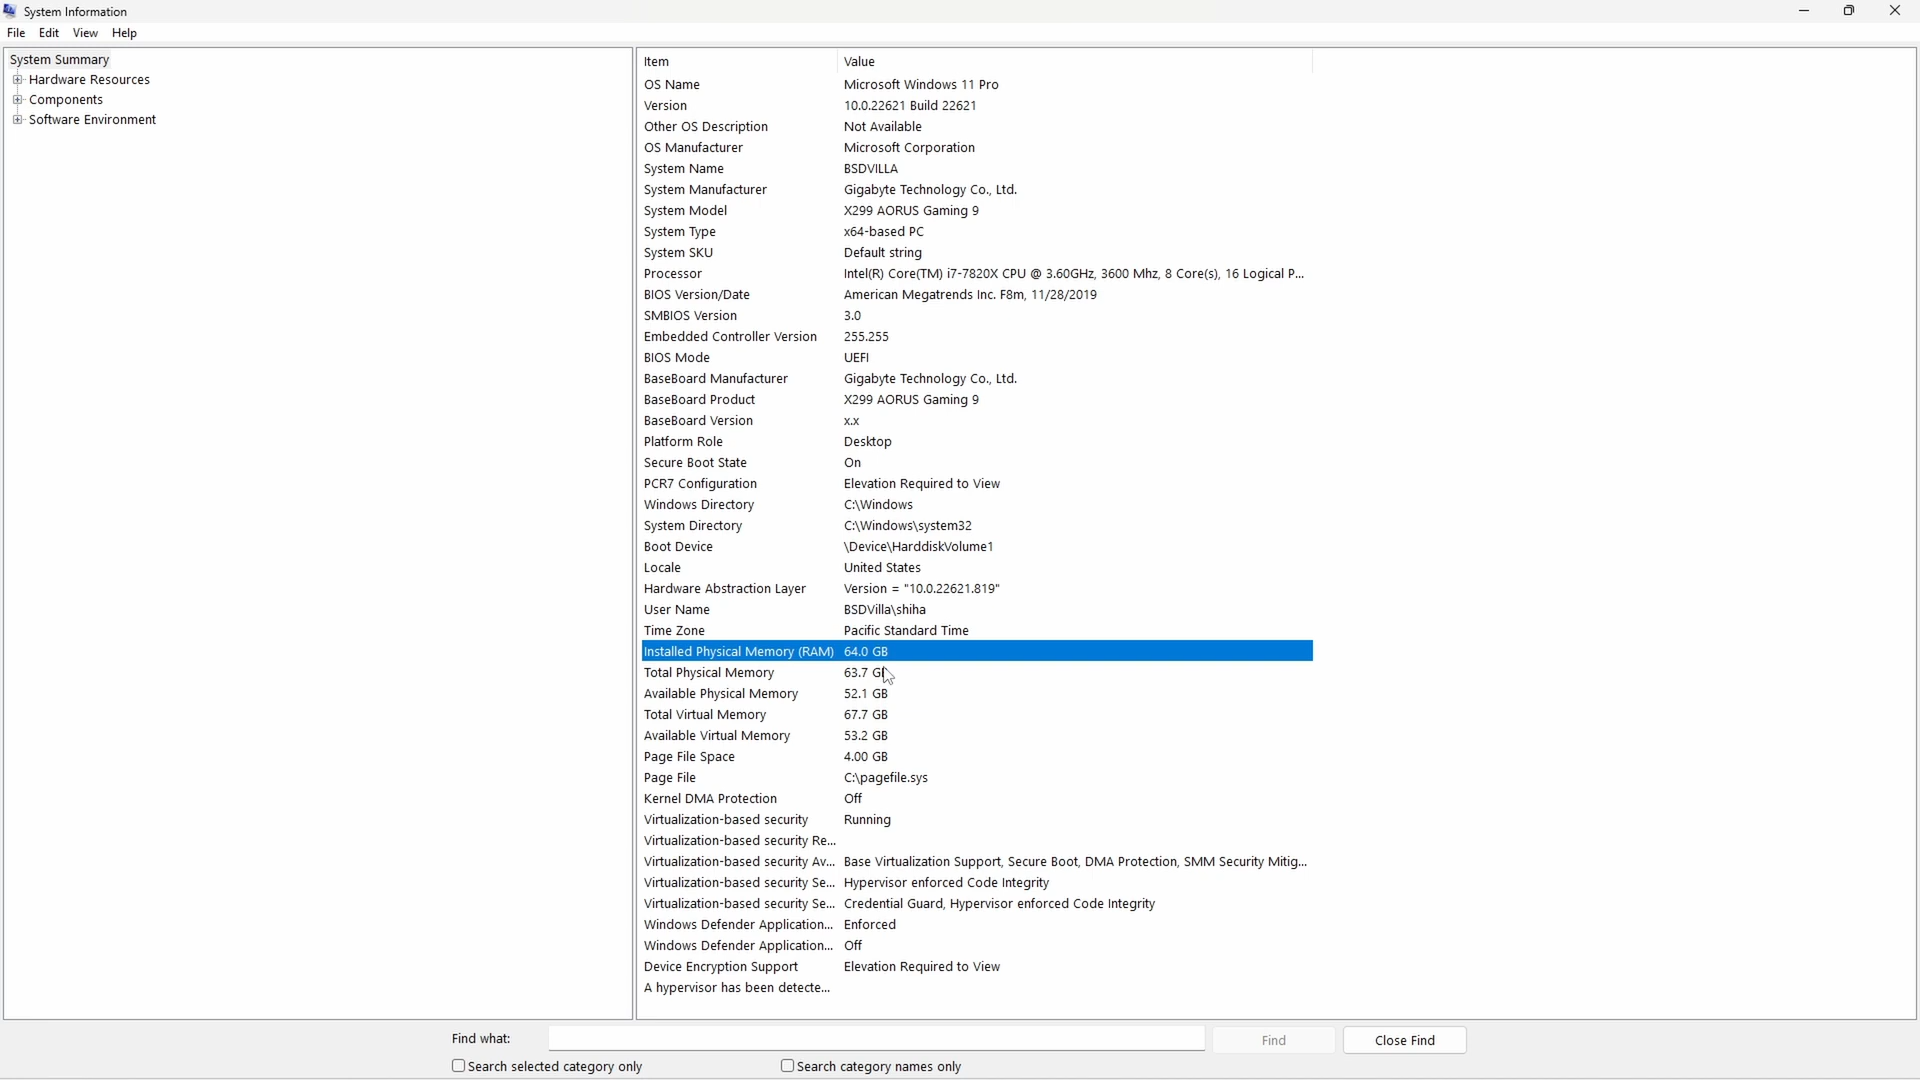 System Information
File Edit View Help
System Summary
Hardware Resources
Components
Software Environment
Item Value
OS Name Microsoft Windows 11 Pro
Version 10.0.22621 Build 22621
Other OS Description Not Available
OS Manufacturer Microsoft Corporation
System Name BSDVILLA
System Manufacturer Gigabyte Technology Co., Ltd.
System Model X299 AORUS Gaming 9
System Type x64-based PC
System SKU Default string
Processor Intel(R) Core(TM) i7-7820X CPU @ 3.60GHz, 3600 Mhz, 8 Core(s), 16 Logical P...
BIOS Version/Date American Megatrends Inc. F8m, 11/28/2019
SMBIOS Version 3.0
Embedded Controller Version 255.255
BIOS Mode UEFI
BaseBoard Manufacturer Gigabyte Technology Co., Ltd.
BaseBoard Product X299 AORUS Gaming 9
BaseBoard Version x.x
Platform Role Desktop
Secure Boot State On
PCR7 Configuration Elevation Required to View
Windows Directory C:\Windows
System Directory C:\Windows\system32
Boot Device \Device\HarddiskVolume1
Locale United States
Hardware Abstraction Layer Version = "10.0.22621.819"
User Name BSDVilla\shiha
Time Zone Pacific Standard Time
Installed Physical Memory (RAM) 64.0 GB
Total Physical Memory 63.7 GB
Available Physical Memory 52.1 GB
Total Virtual Memory 67.7 GB
Available Virtual Memory 53.2 GB
Page File Space 4.00 GB
Page File C:\pagefile.sys
Kernel DMA Protection Off
Virtualization-based security Running
Virtualization-based security Re...
Virtualization-based security Av... Base Virtualization Support, Secure Boot, DMA Protection, SMM Security Mitig...
Virtualization-based security Se... Hypervisor enforced Code Integrity
Virtualization-based security Se... Credential Guard, Hypervisor enforced Code Integrity
Windows Defender Application... Enforced
Windows Defender Application... Off
Device Encryption Support Elevation Required to View
A hypervisor has been detecte...
Find what: Find Close Find
Search selected category only Search category names only